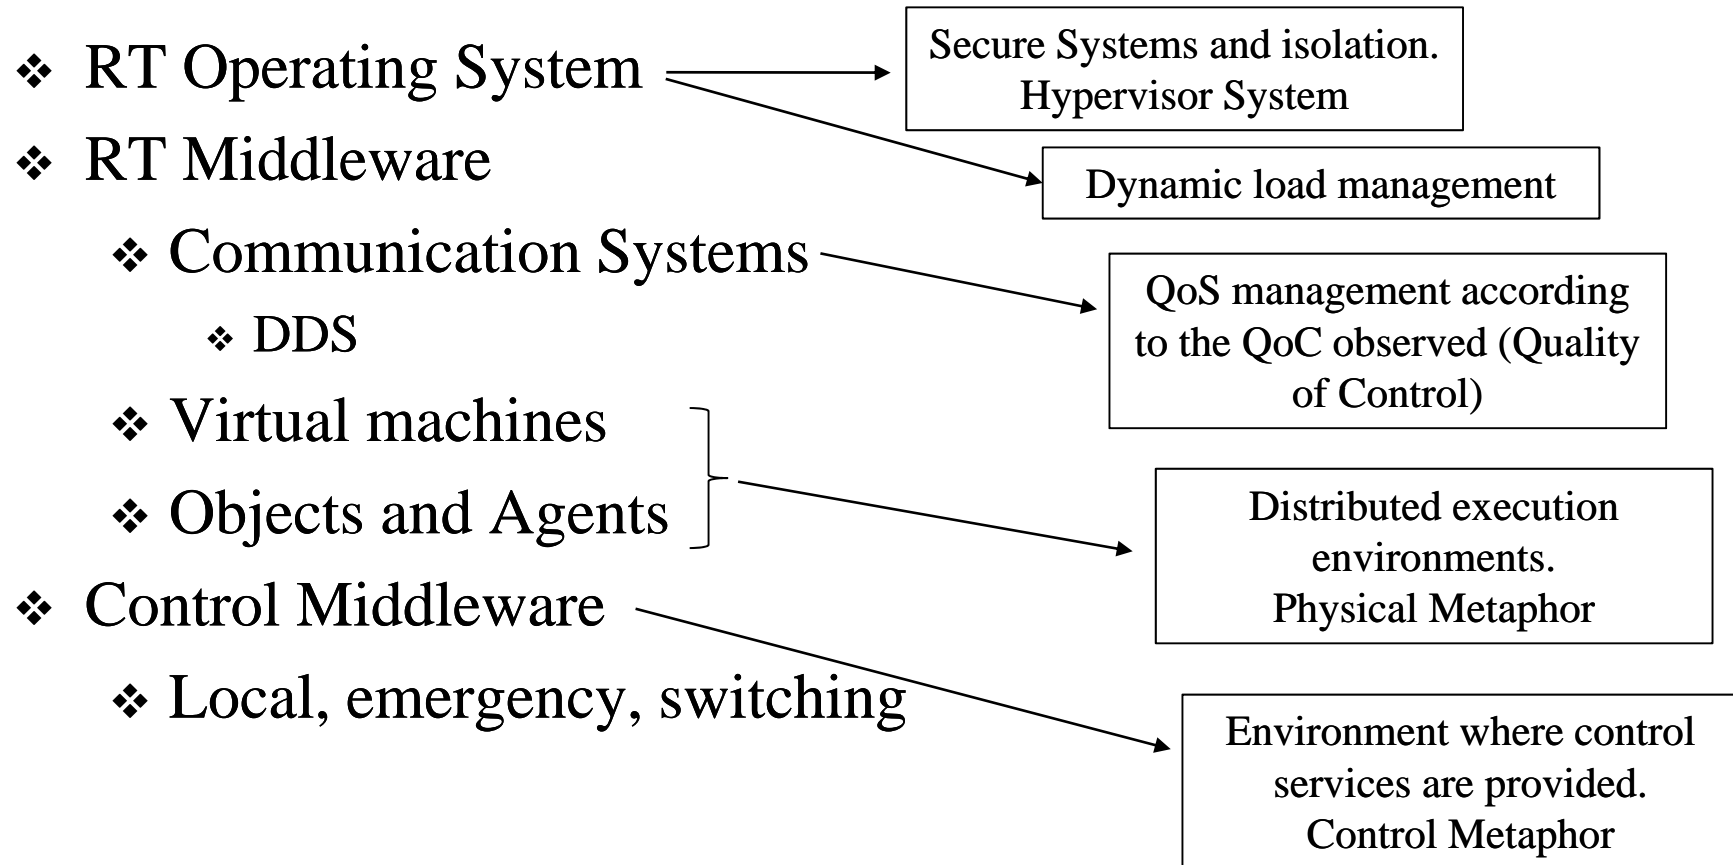 ❖ RT Operating System
❖ RT Middleware
❖ Communication Systems
❖ DDS
❖ Virtual machines
❖ Objects and Agents
❖ Control Middleware
❖ Local, emergency, switching
Secure Systems and isolation.
Hypervisor System
Dynamic load management
QoS management according
to the QoC observed (Quality
of Control)
Distributed execution
environments.
Physical Metaphor
Environment where control
services are provided.
Control Metaphor